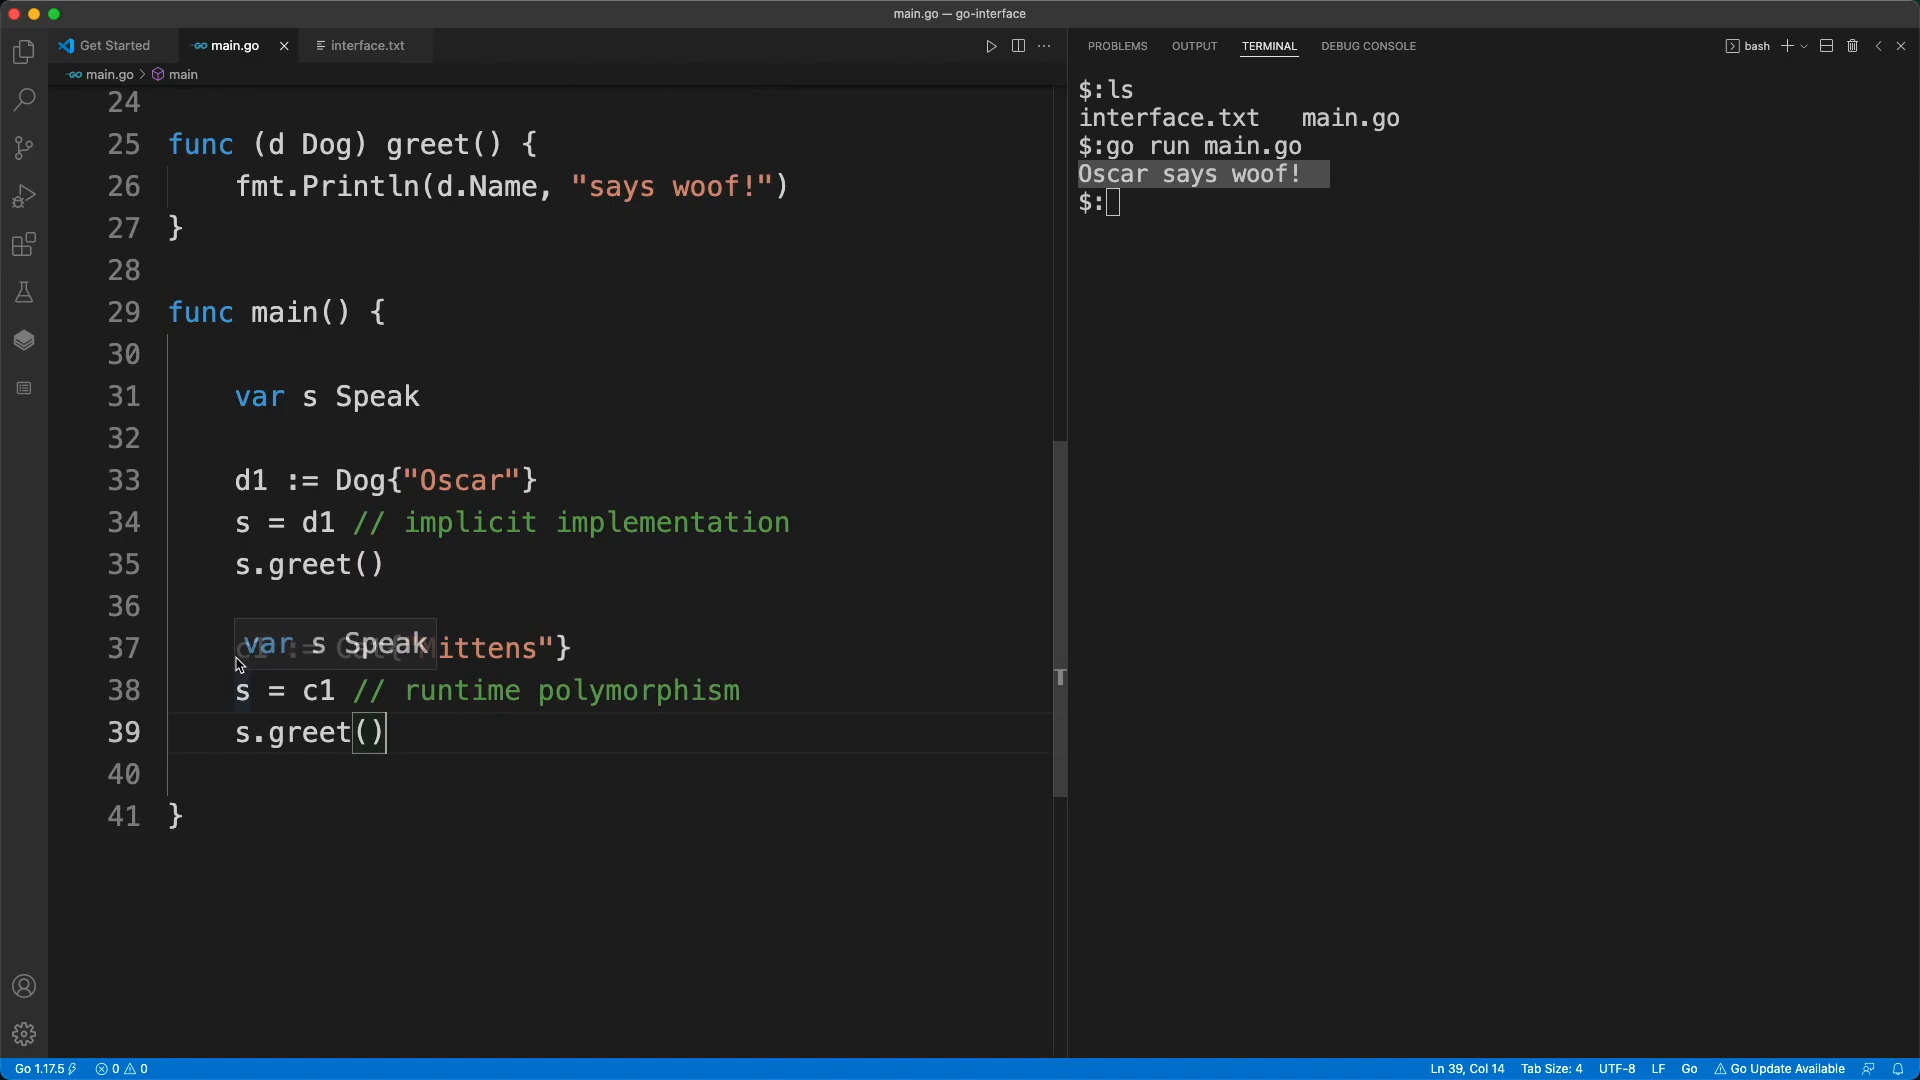 main.go — go-interface
Get Started
main.go
interface.txt
main.go > main
24
25 func (d Dog) greet() {
26 fmt.Println(d.Name, "says woof!")
27 }
28
29 func main() {
30
31 var s Speak
32
33 d1 := Dog{"Oscar"}
34 s = d1 // implicit implementation
35 s.greet()
36
var s Speak
37 c1 := Cat{"Mittens"}
38 s = c1 // runtime polymorphism
39 s.greet()
40
41 }
PROBLEMS OUTPUT TERMINAL DEBUG CONSOLE
bash
$:ls
interface.txt main.go
$:go run main.go
Oscar says woof!
$:
Go 1.17.5 0 0
Ln 39, Col 14 Tab Size: 4 UTF-8 LF Go Go Update Available